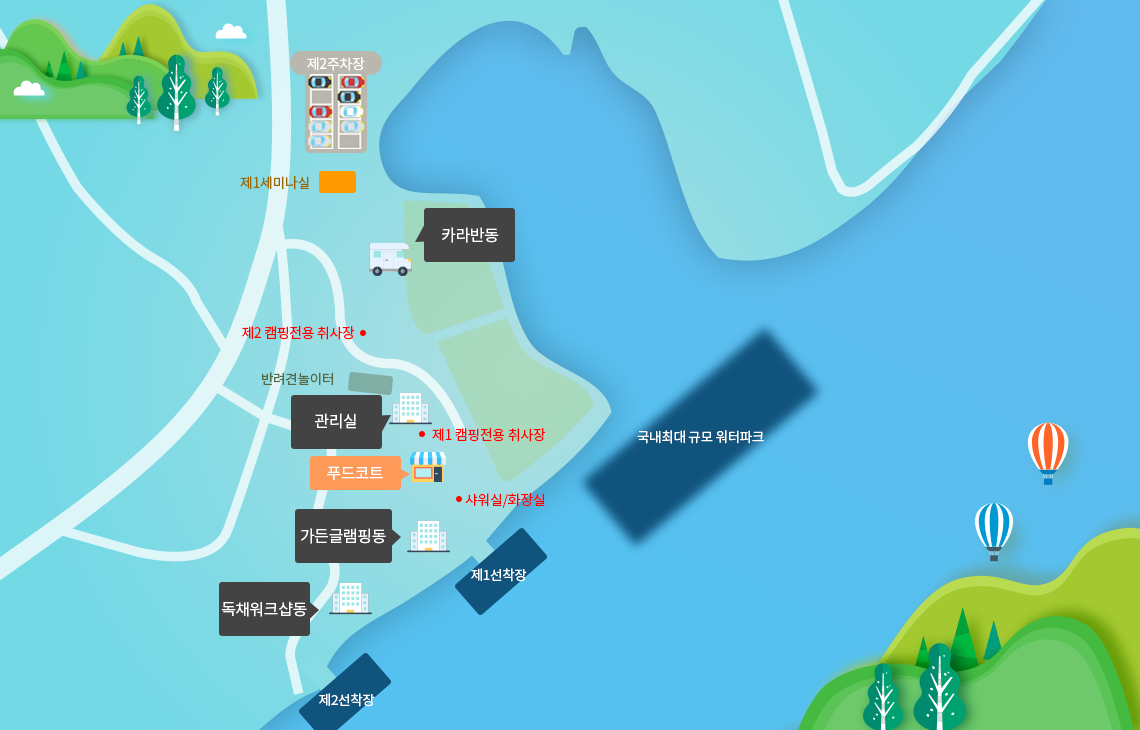 제2주차장
제1세미나실
카라반동
제2 캠핑전용 취사장
반려견놀이터
관리실
제1 캠핑전용 취사장
국내최대 규모 워터파크
푸드코트
샤워실/화장실
가든글램핑동
제1선착장
독채워크샵동
제2선착장